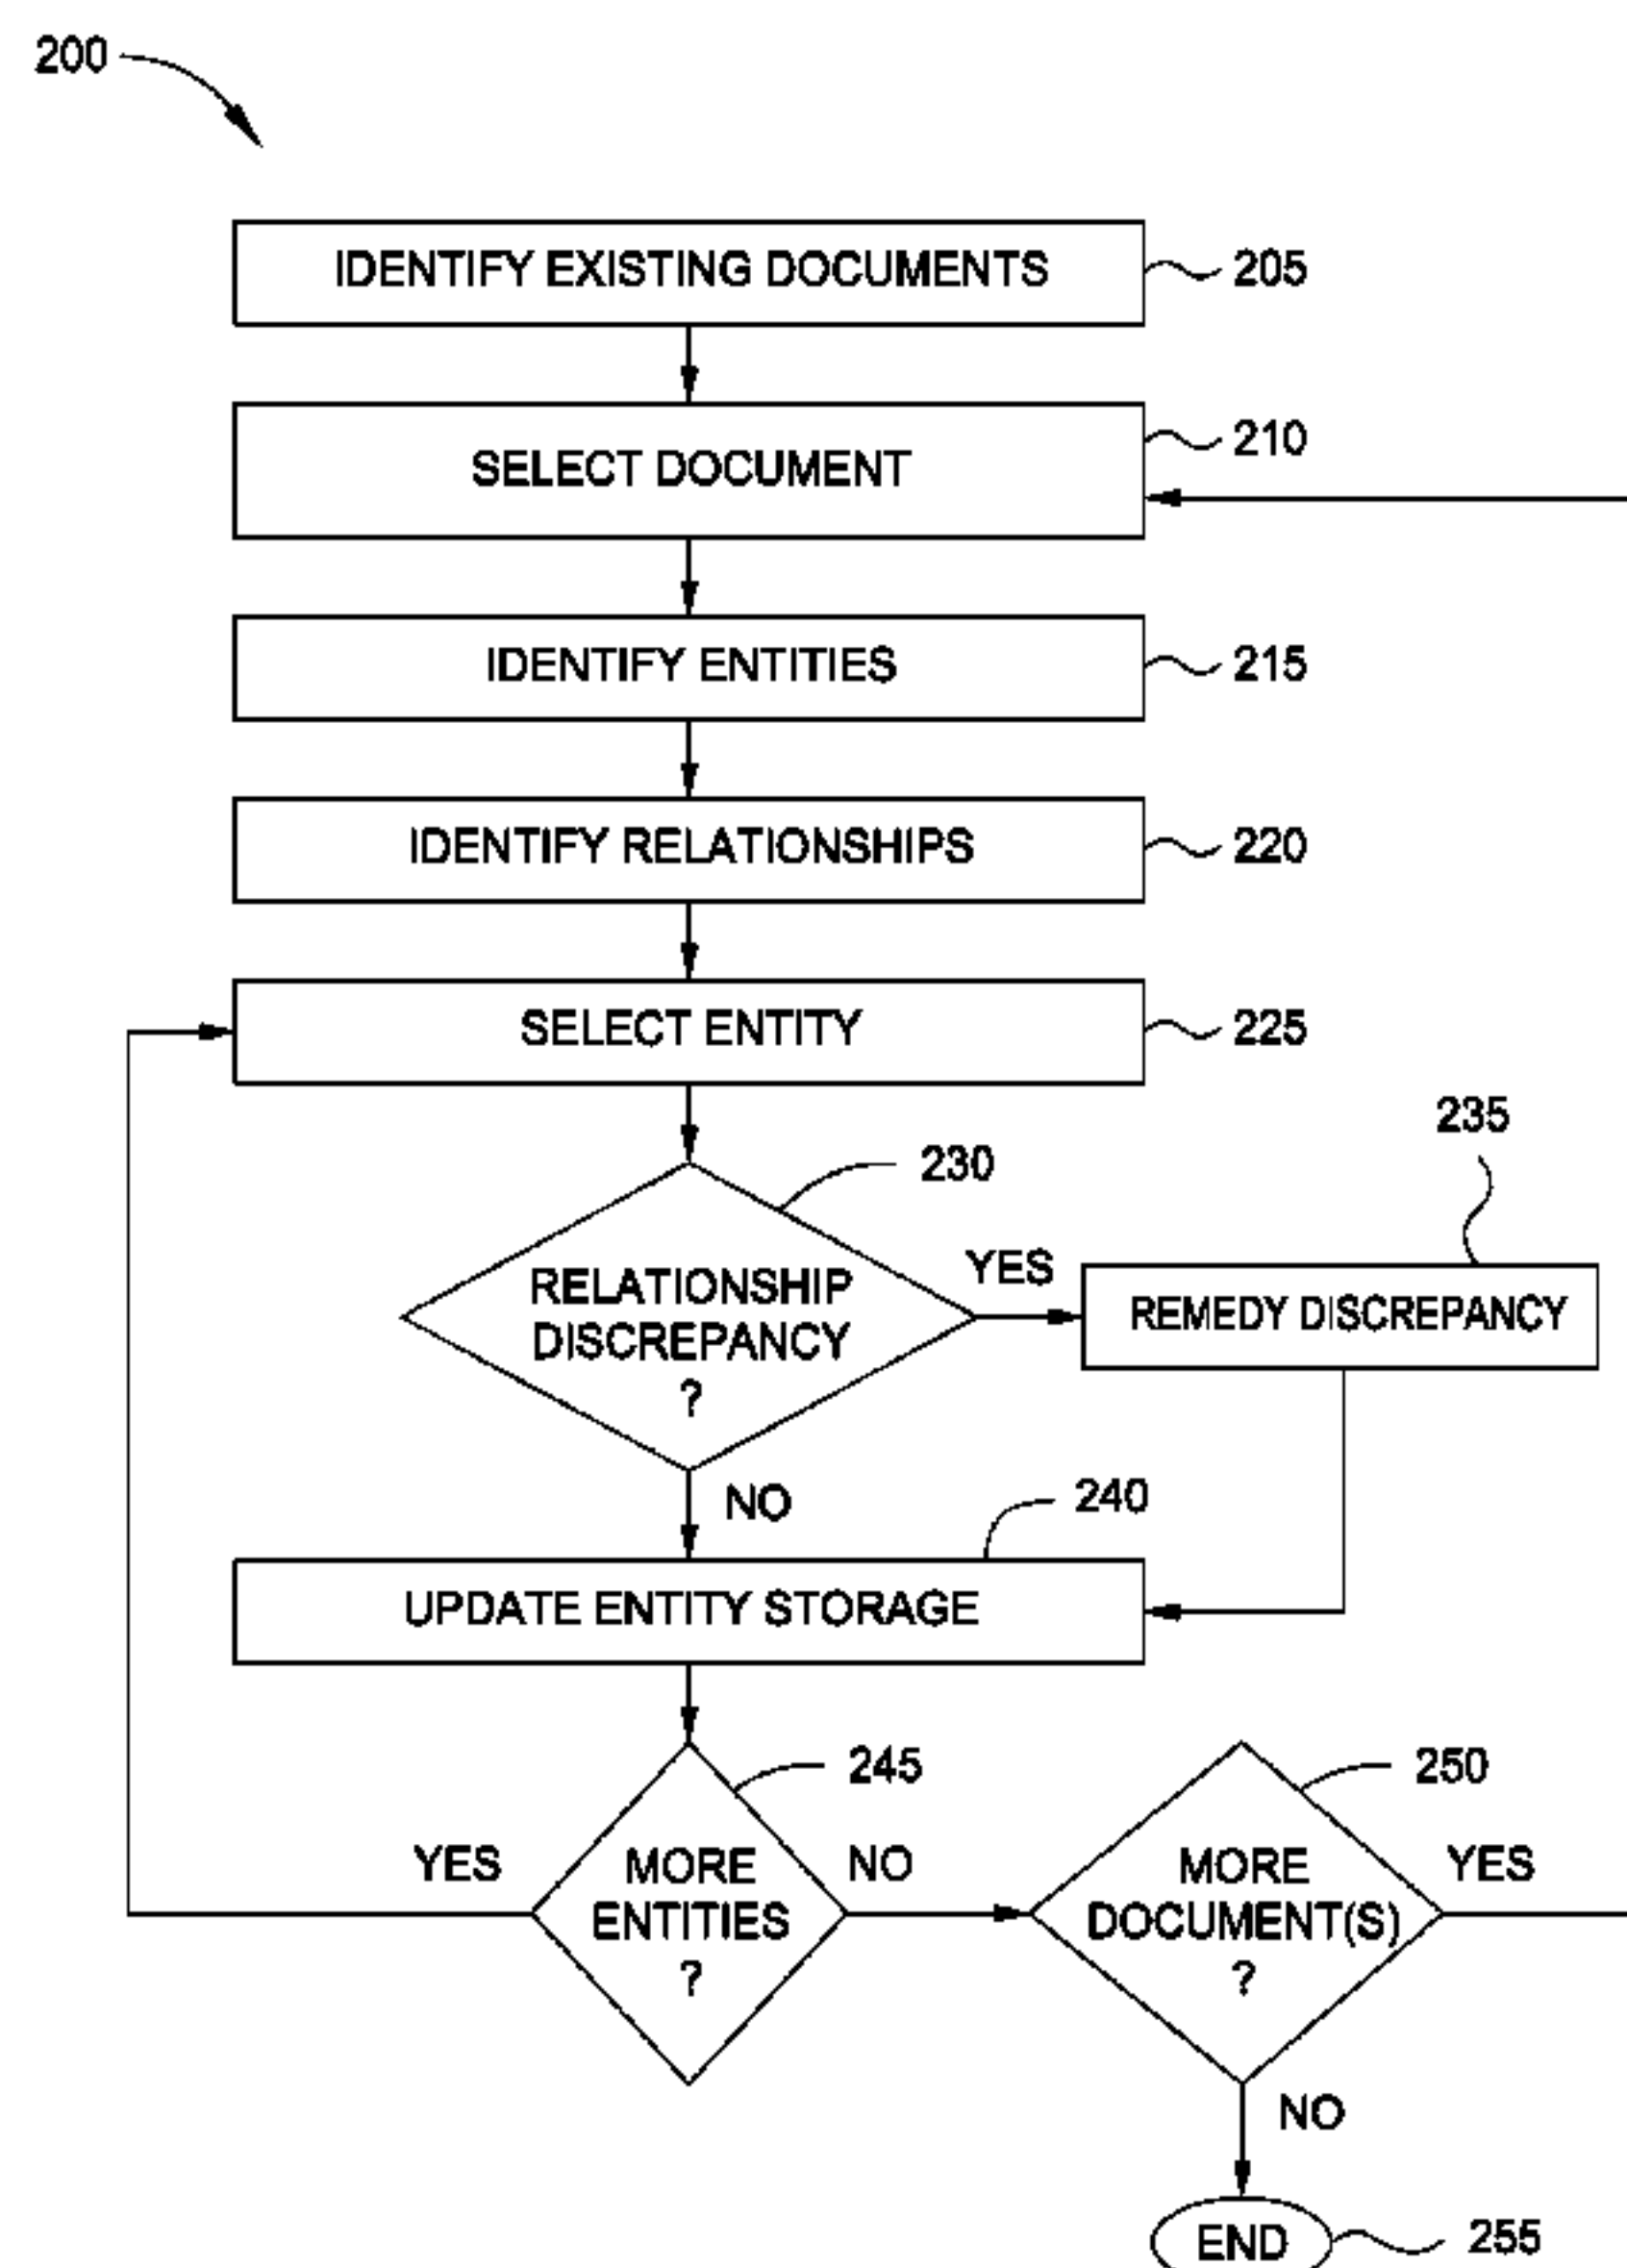 200
IDENTIFY EXISTING DOCUMENTS
205
SELECT DOCUMENT
210
IDENTIFY ENTITIES
215
IDENTIFY RELATIONSHIPS
220
SELECT ENTITY
225
230
RELATIONSHIP
DISCREPANCY
?
YES
235
REMEDY DISCREPANCY
NO
240
UPDATE ENTITY STORAGE
245
YES
MORE
ENTITIES
?
NO
250
MORE
DOCUMENT(S)
?
YES
NO
END
255